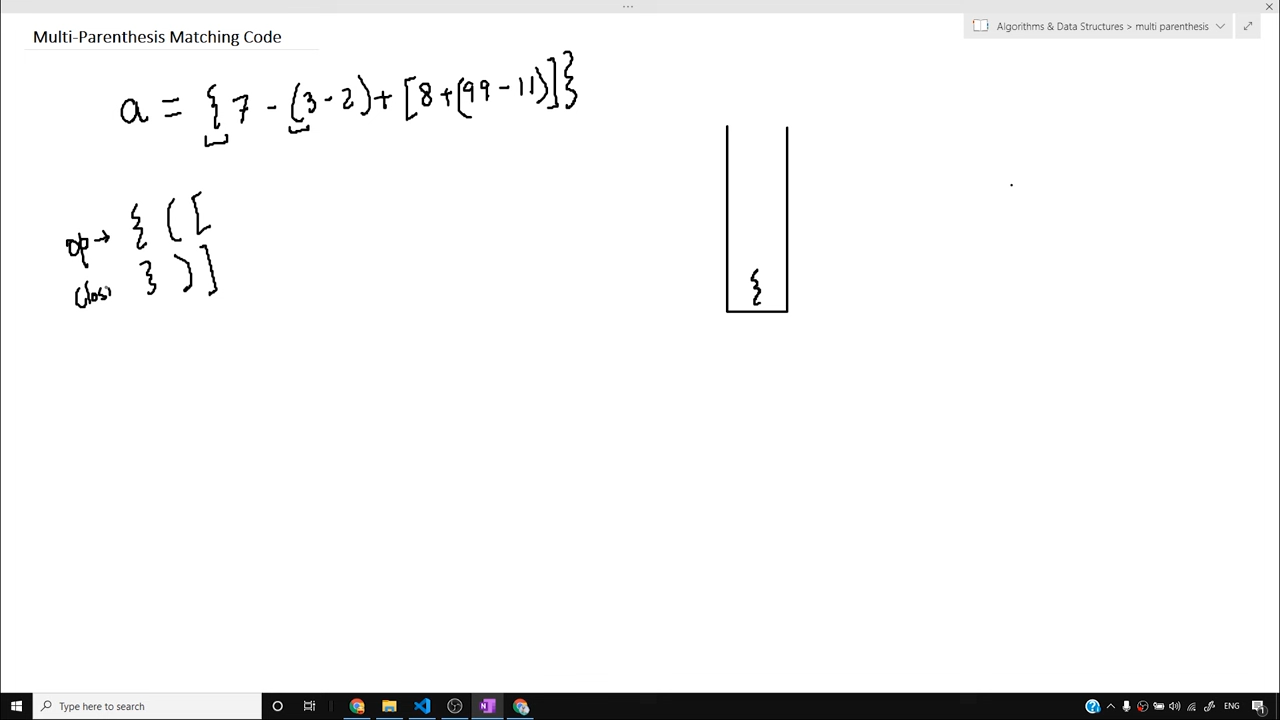 Algorithms & Data Structures > multi parenthesis
Multi-Parenthesis Matching Code
a = {7 - (3 - 2) + [8 + (99 - 11)]}
op → { ( [
} ) ]
{
Type here to search
ENG